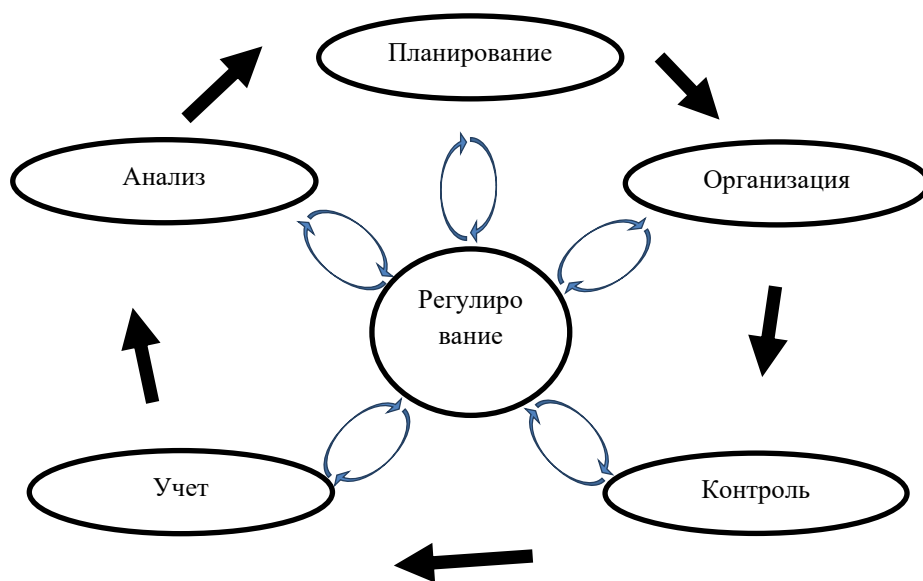 Планирование
Анализ
Организация
Регулиро
вание
Учет
Контроль